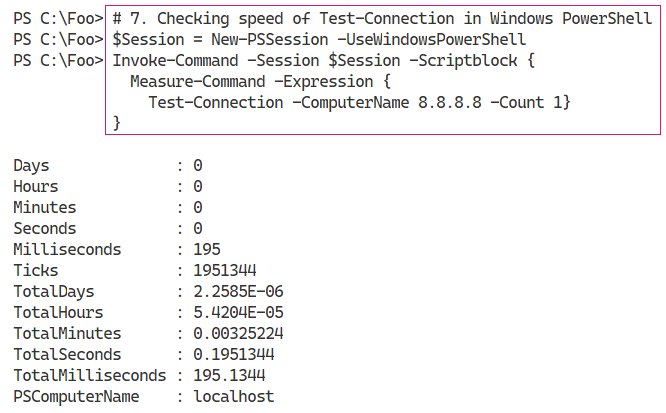 PS C:\Foo> # 7. Checking speed of Test-Connection in Windows PowerShell
PS C:\Foo> $Session = New-PSSession -UseWindowsPowerShell
PS C:\Foo> Invoke-Command -Session $Session -Scriptblock {
Measure-Command -Expression {
Test-Connection -ComputerName 8.8.8.8 -Count 1}
}
Days : 0
Hours : 0
Minutes : 0
Seconds : 0
Milliseconds : 195
Ticks : 1951344
TotalDays : 2.2585E-06
TotalHours : 5.4204E-05
TotalMinutes : 0.00325224
TotalSeconds : 0.1951344
TotalMilliseconds : 195.1344
PSComputerName : localhost